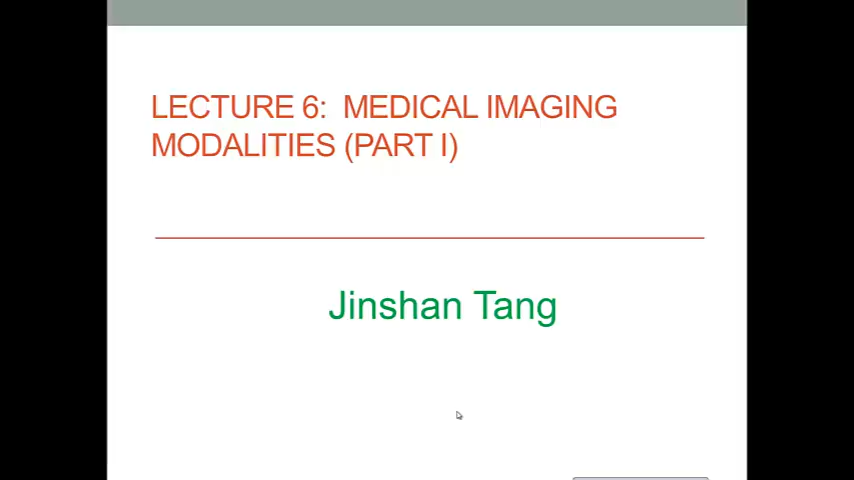 LECTURE 6: MEDICAL IMAGING
MODALITIES (PART I)
Jinshan Tang